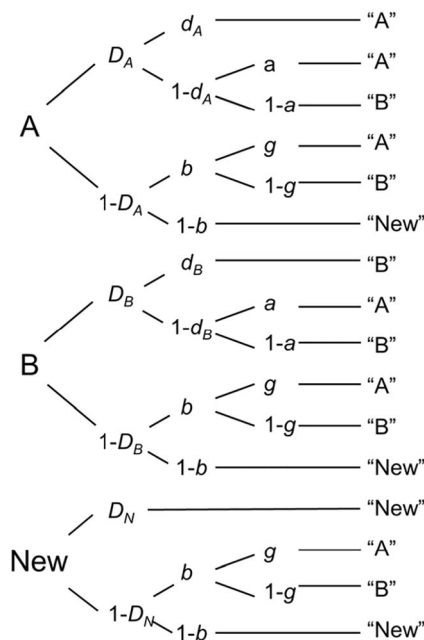 d_A "A"
D_A a "A"
1-d_A 1-a "B"
A g "A"
b 1-g "B"
1-D_A 1-b "New"
d_B "B"
D_B a "A"
1-d_B 1-a "B"
B g "A"
b 1-g "B"
1-D_B 1-b "New"
D_N "New"
New g "A"
b 1-g "B"
1-D_N 1-b "New"